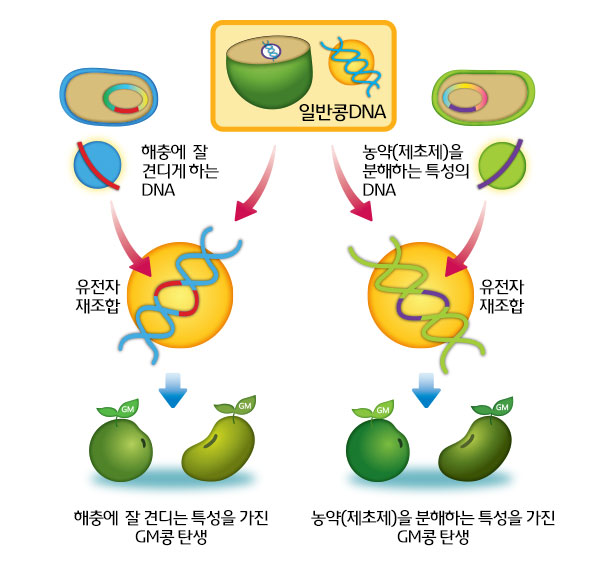 일반콩DNA
해충에 잘
견디게 하는
DNA
농약(제초제)을
분해하는 특성의
DNA
유전자
재조합
유전자
재조합
GM
GM
GM
GM
해충에 잘 견디는 특성을 가진
GM콩 탄생
농약(제초제)을 분해하는 특성을 가진
GM콩 탄생